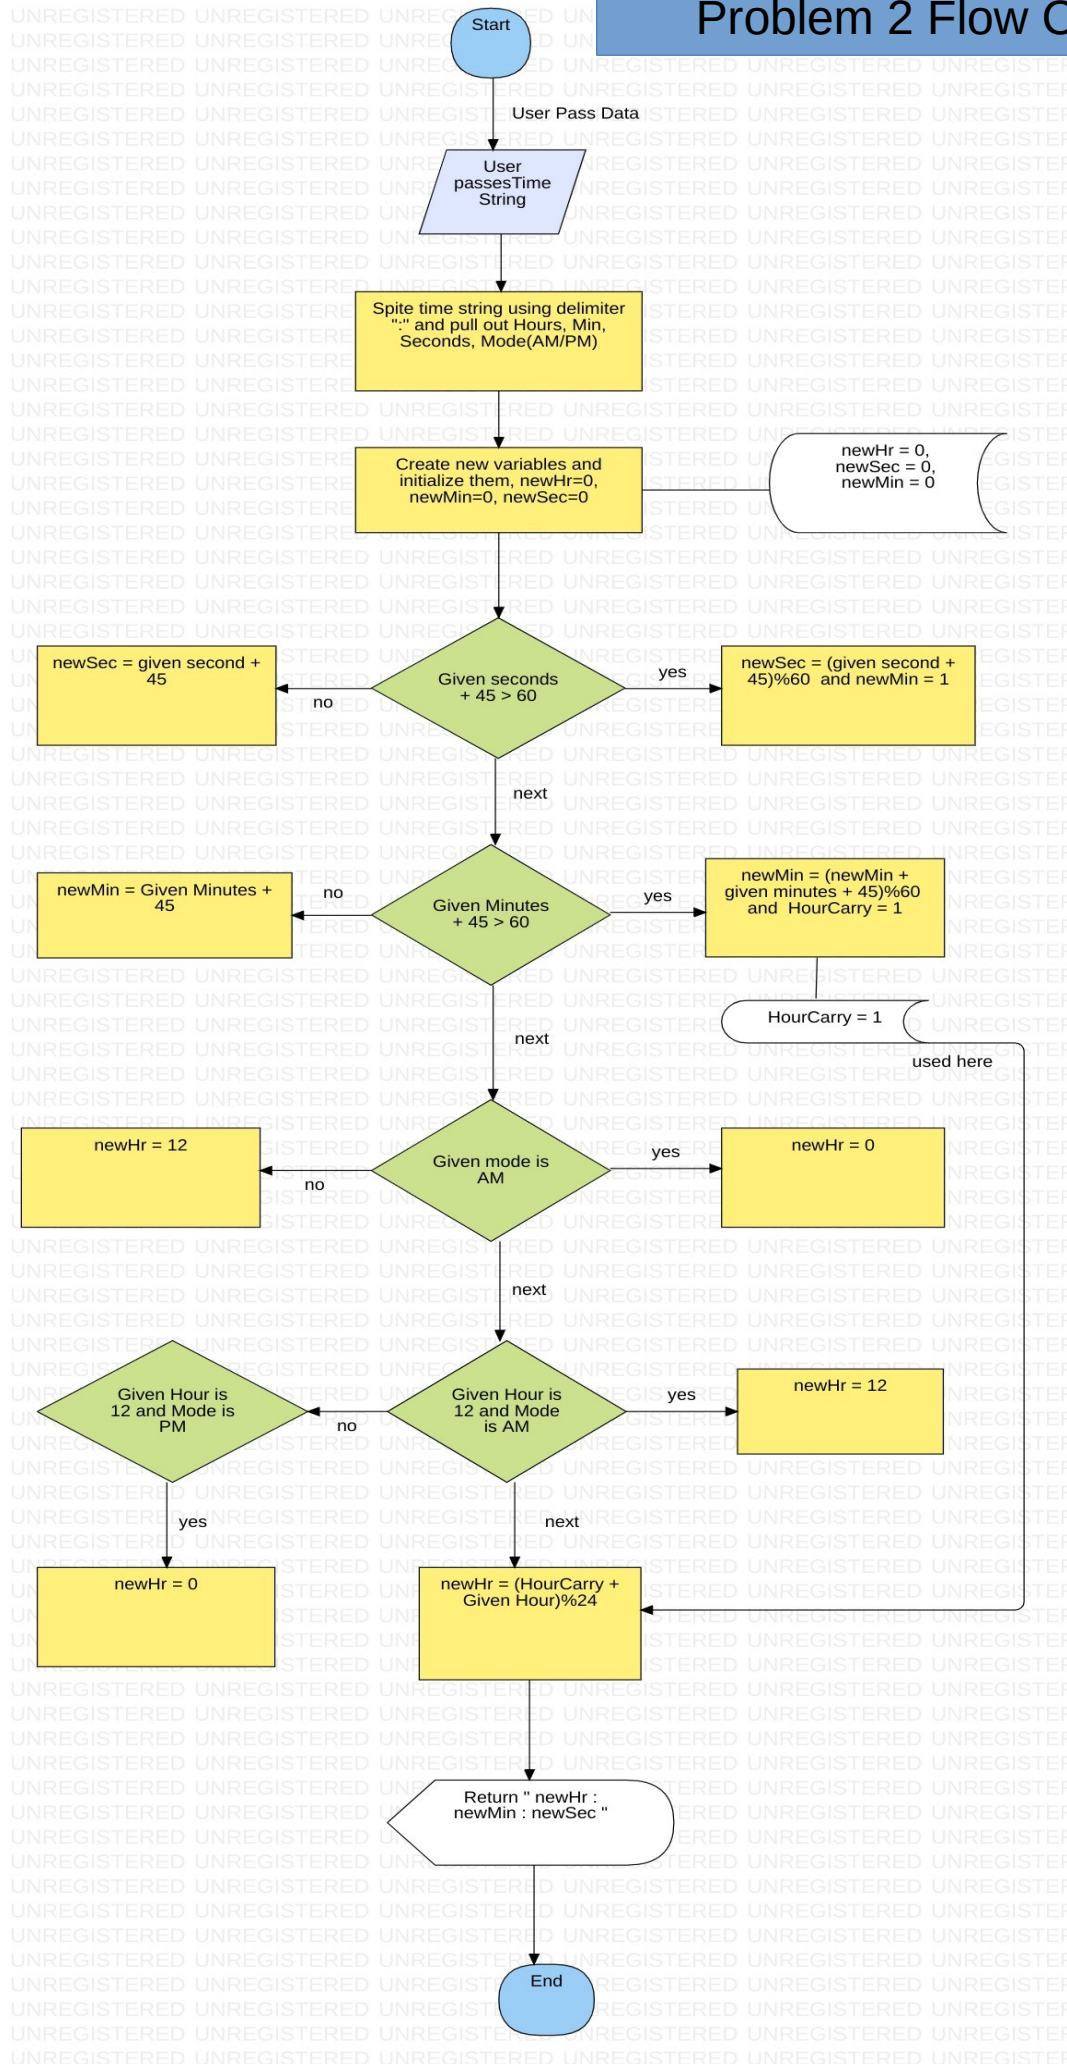 Problem 2 Flow C
Start
User Pass Data
User
passesTime
String
Spite time string using delimiter
":" and pull out Hours, Min,
Seconds, Mode(AM/PM)
Create new variables and
initialize them, newHr=0,
newMin=0, newSec=0
newHr = 0,
newSec = 0,
newMin = 0
newSec = given second +
45
no
Given seconds
+ 45 > 60
yes
newSec = (given second +
45)%60  and newMin = 1
next
newMin = Given Minutes +
45
no
Given Minutes
+ 45 > 60
yes
newMin = (newMin +
given minutes + 45)%60
and  HourCarry = 1
HourCarry = 1
used here
next
newHr = 12
no
Given mode is
AM
yes
newHr = 0
next
Given Hour is
12 and Mode is
PM
no
Given Hour is
12 and Mode
is AM
yes
newHr = 12
yes
next
newHr = 0
newHr = (HourCarry +
Given Hour)%24
Return " newHr :
newMin : newSec "
End
UNREGISTERED